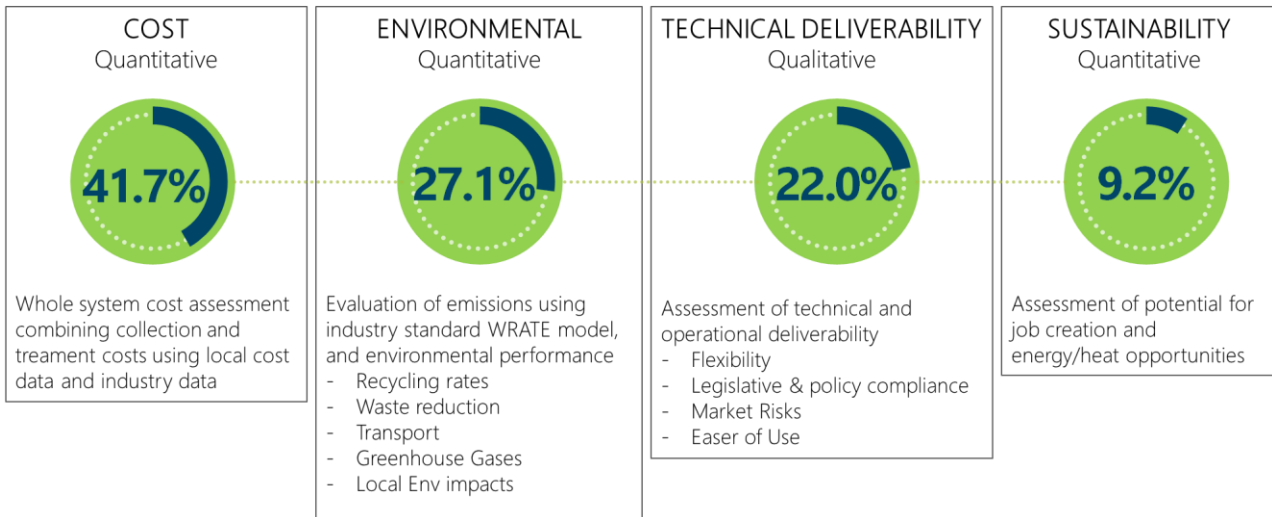 COST
Quantitative
41.7%
Whole system cost assessment
combining collection and
treament costs using local cost
data and industry data
ENVIRONMENTAL
Quantitative
27.1%
Evaluation of emissions using
industry standard WRATE model,
and environmental performance
- Recycling rates
- Waste reduction
- Transport
- Greenhouse Gases
- Local Env impacts
TECHNICAL DELIVERABILITY
Qualitative
22.0%
Assessment of technical and
operational deliverability
- Flexibility
- Legislative & policy compliance
- Market Risks
- Easer of Use
SUSTAINABILITY
Quantitative
9.2%
Assessment of potential for
job creation and
energy/heat opportunities